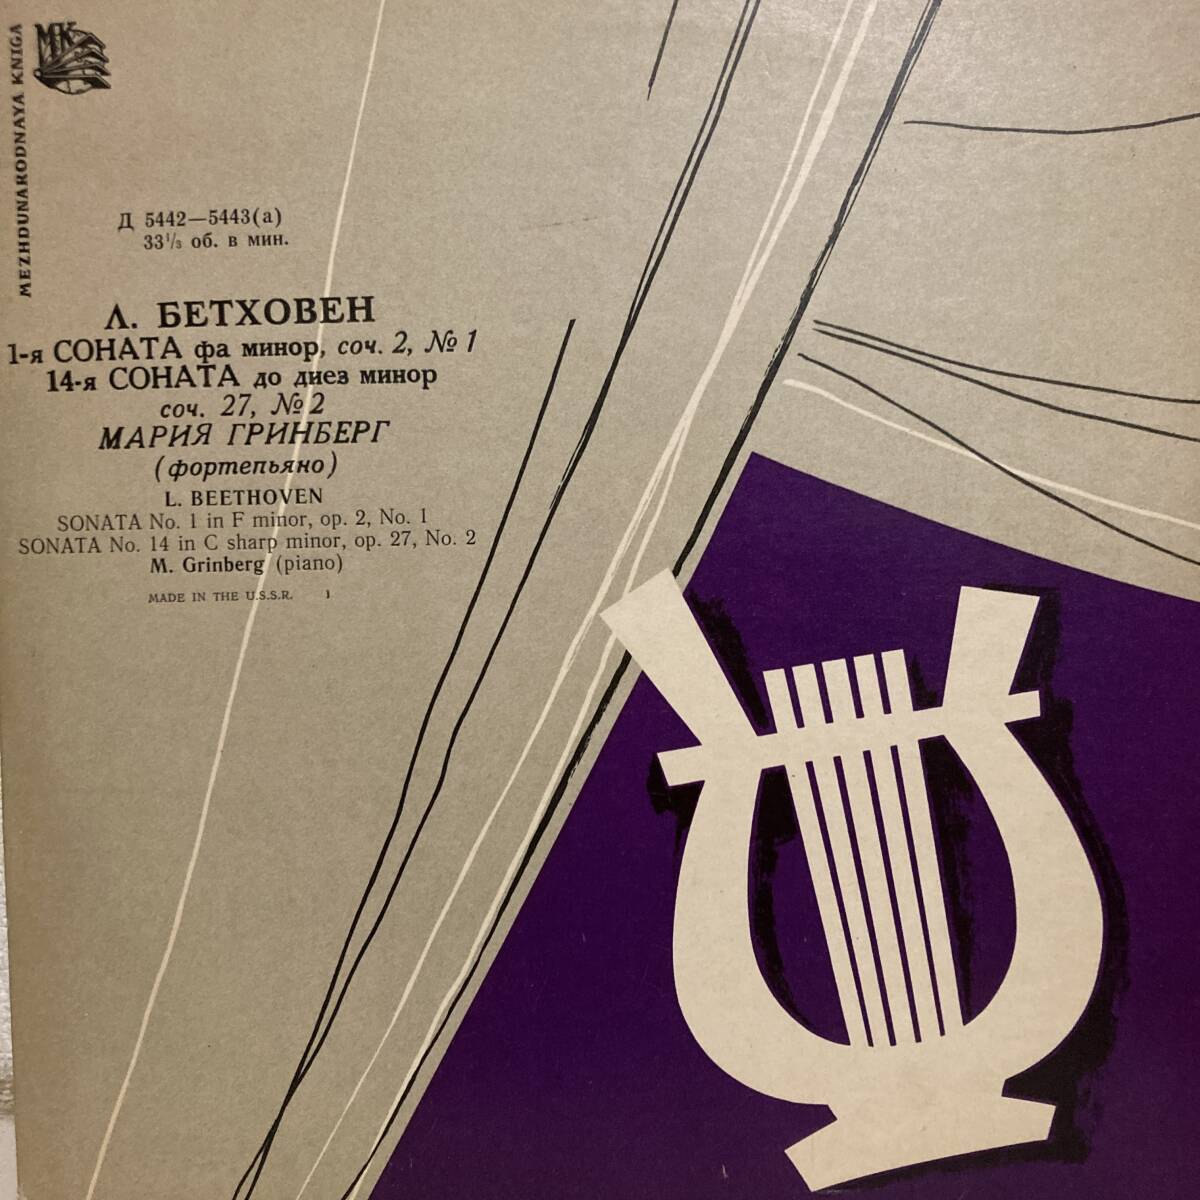 MK
MEZHDUNARODNAYA KNIGA
Д 5442—5443(а)
33⅓ об. в мин.
Л. БЕТХОВЕН
1-я СОНАТА фа минор, соч. 2, № 1
14-я СОНАТА до диез минор
соч. 27, № 2
МАРИЯ ГРИНБЕРГ
(фортепьяно)
L. BEETHOVEN
SONATA No. 1 in F minor, op. 2, No. 1
SONATA No. 14 in C sharp minor, op. 27, No. 2
M. Grinberg (piano)
MADE IN THE U.S.S.R. 1